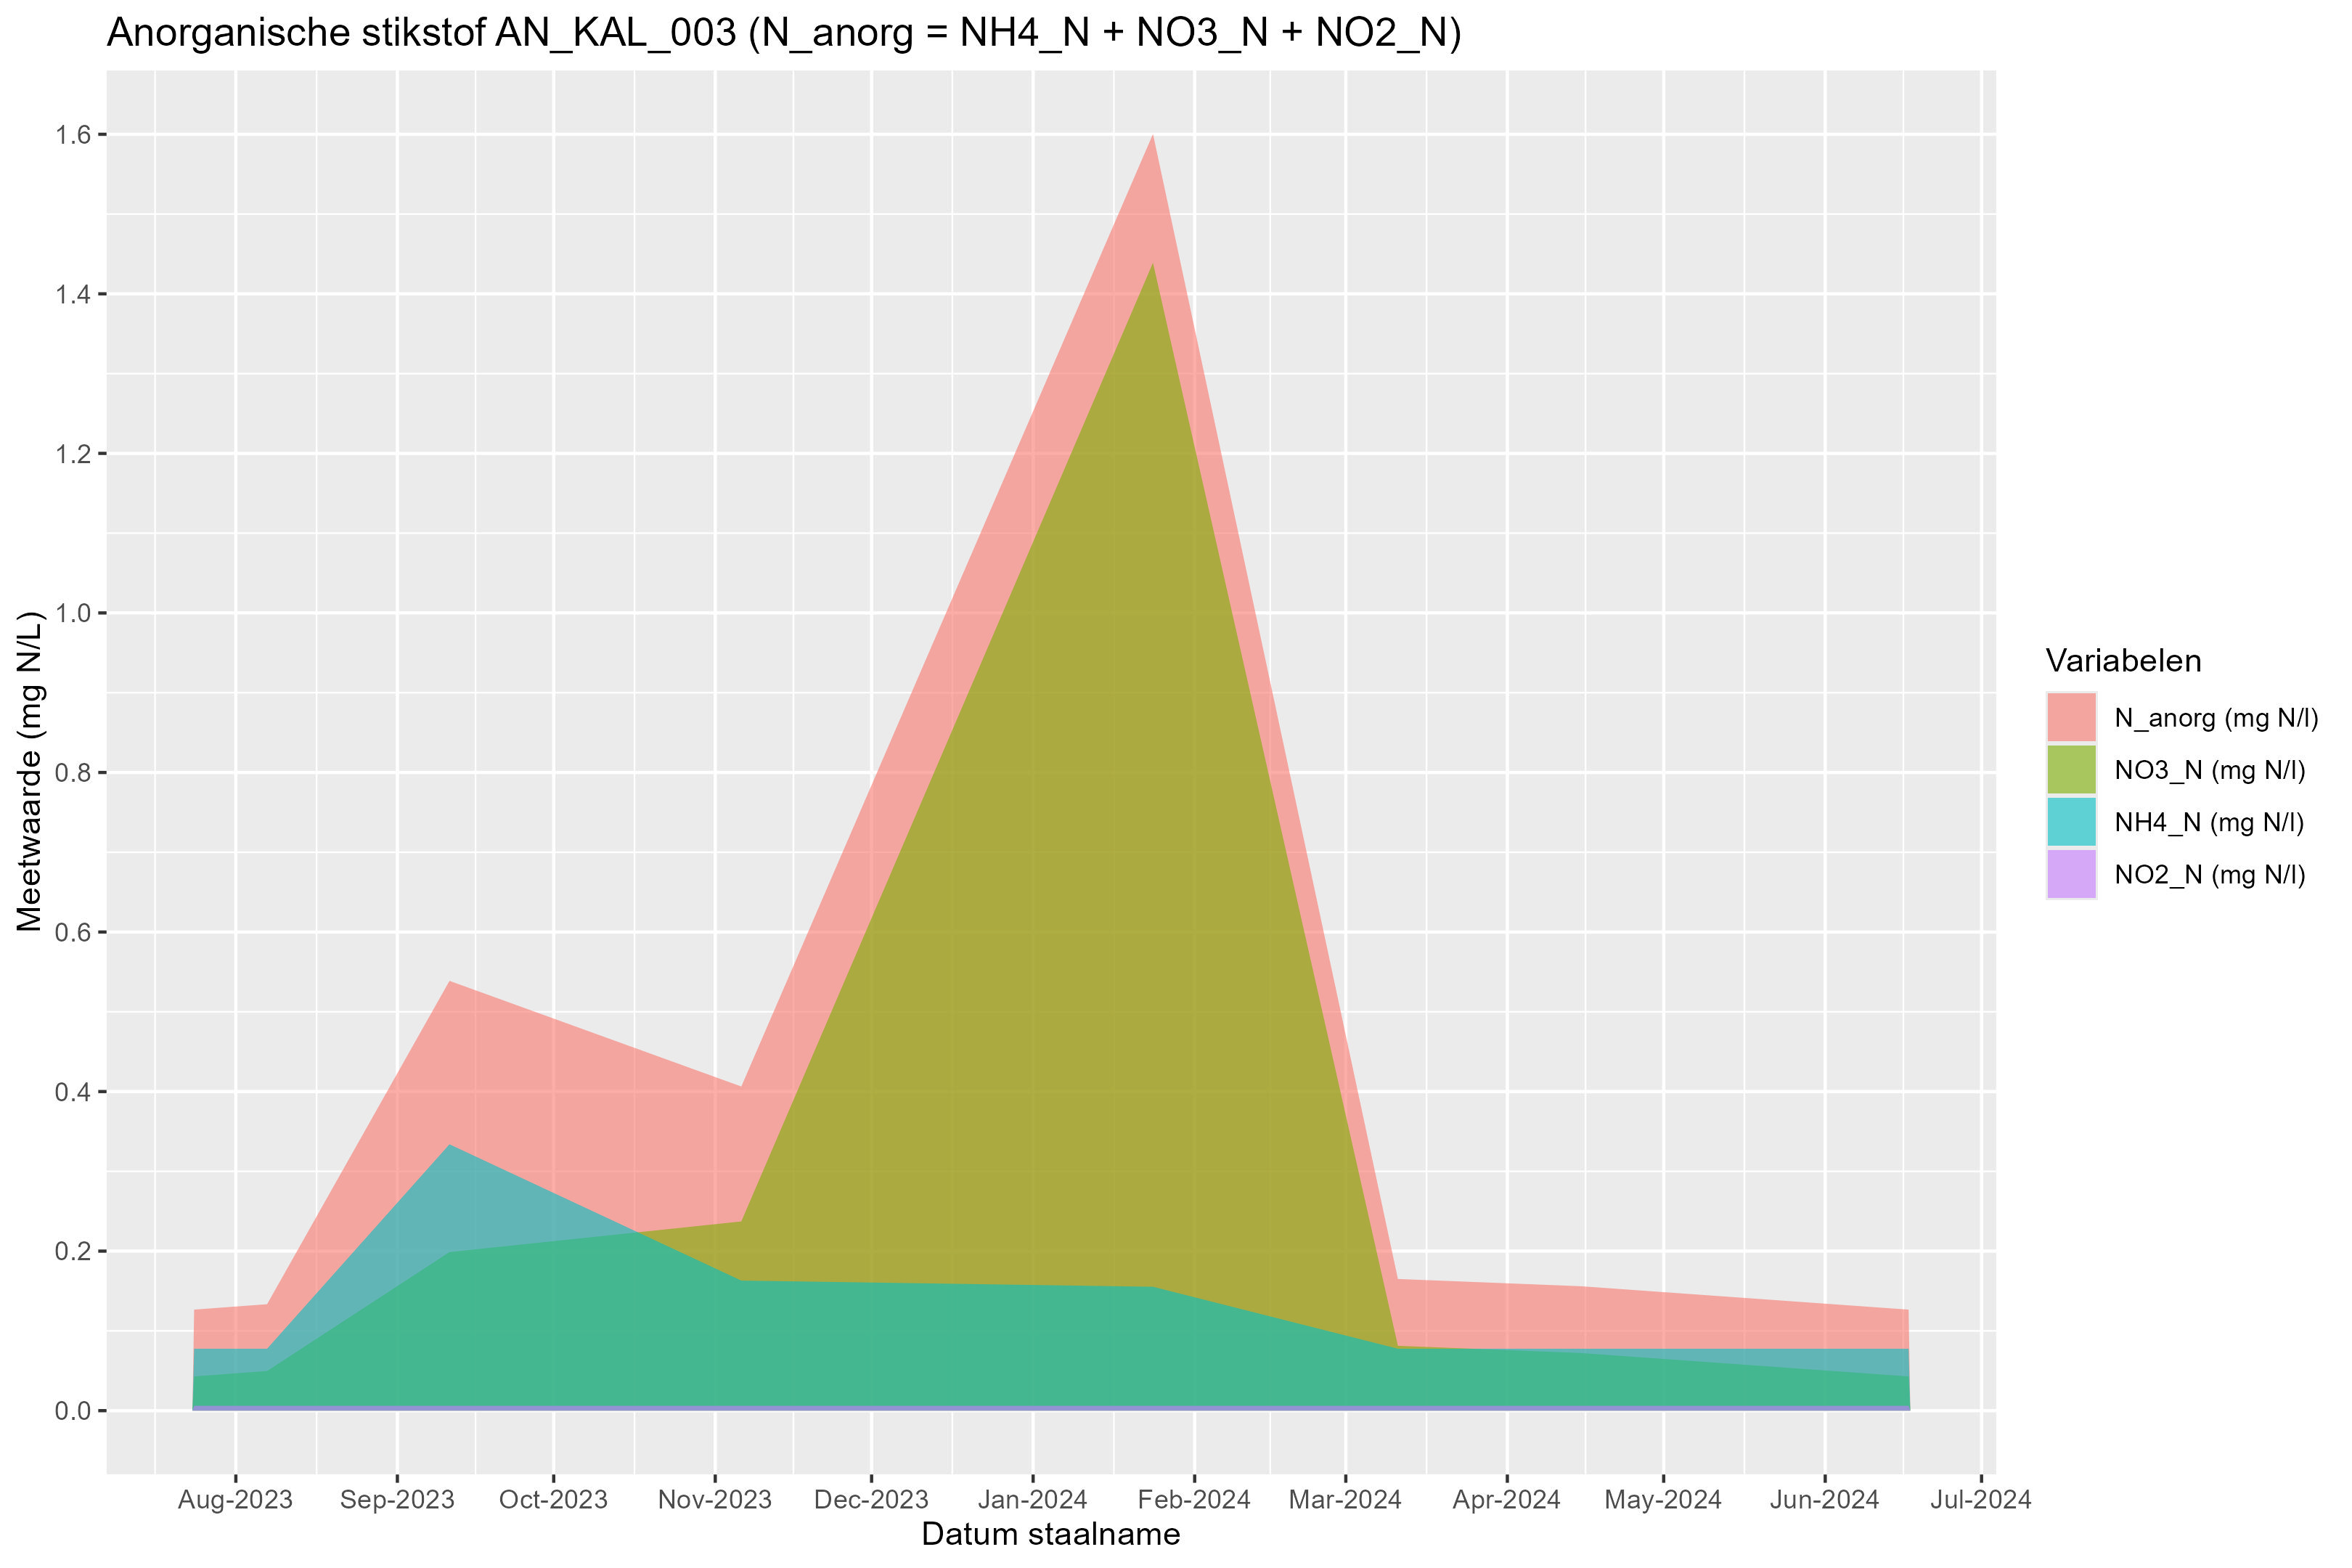 Anorganische stikstof AN_KAL_003 (N_anorg = NH4_N + NO3_N + NO2_N)
Meetwaarde (mg N/L)
1.6
1.4
1.2
1.0
0.8
0.6
0.4
0.2
0.0
Aug-2023 Sep-2023 Oct-2023 Nov-2023 Dec-2023 Jan-2024 Feb-2024 Mar-2024 Apr-2024 May-2024 Jun-2024 Jul-2024
Datum staalname
Variabelen
N_anorg (mg N/l)
NO3_N (mg N/l)
NH4_N (mg N/l)
NO2_N (mg N/l)